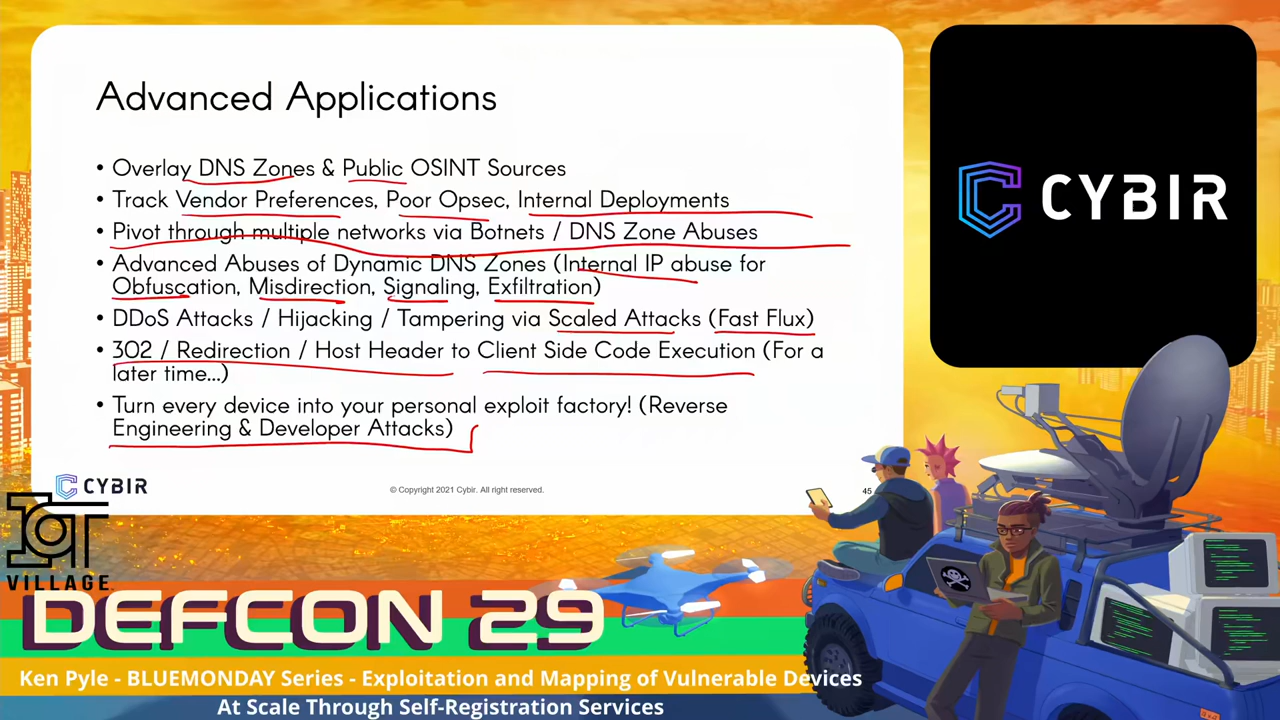 Advanced Applications
• Overlay DNS Zones & Public OSINT Sources
• Track Vendor Preferences, Poor Opsec, Internal Deployments
• Pivot through multiple networks via Botnets / DNS Zone Abuses
• Advanced Abuses of Dynamic DNS Zones (Internal IP abuse for
Obfuscation, Misdirection, Signaling, Exfiltration)
• DDoS Attacks / Hijacking / Tampering via Scaled Attacks (Fast Flux)
• 302 / Redirection / Host Header to Client Side Code Execution (For a
later time...)
• Turn every device into your personal exploit factory! (Reverse
Engineering & Developer Attacks)
CYBIR
© Copyright 2021 Cybir. All right reserved.
45
CYBIR
IOT
VILLAGE
DEFCON 29
Ken Pyle - BLUEMONDAY Series - Exploitation and Mapping of Vulnerable Devices
At Scale Through Self-Registration Services